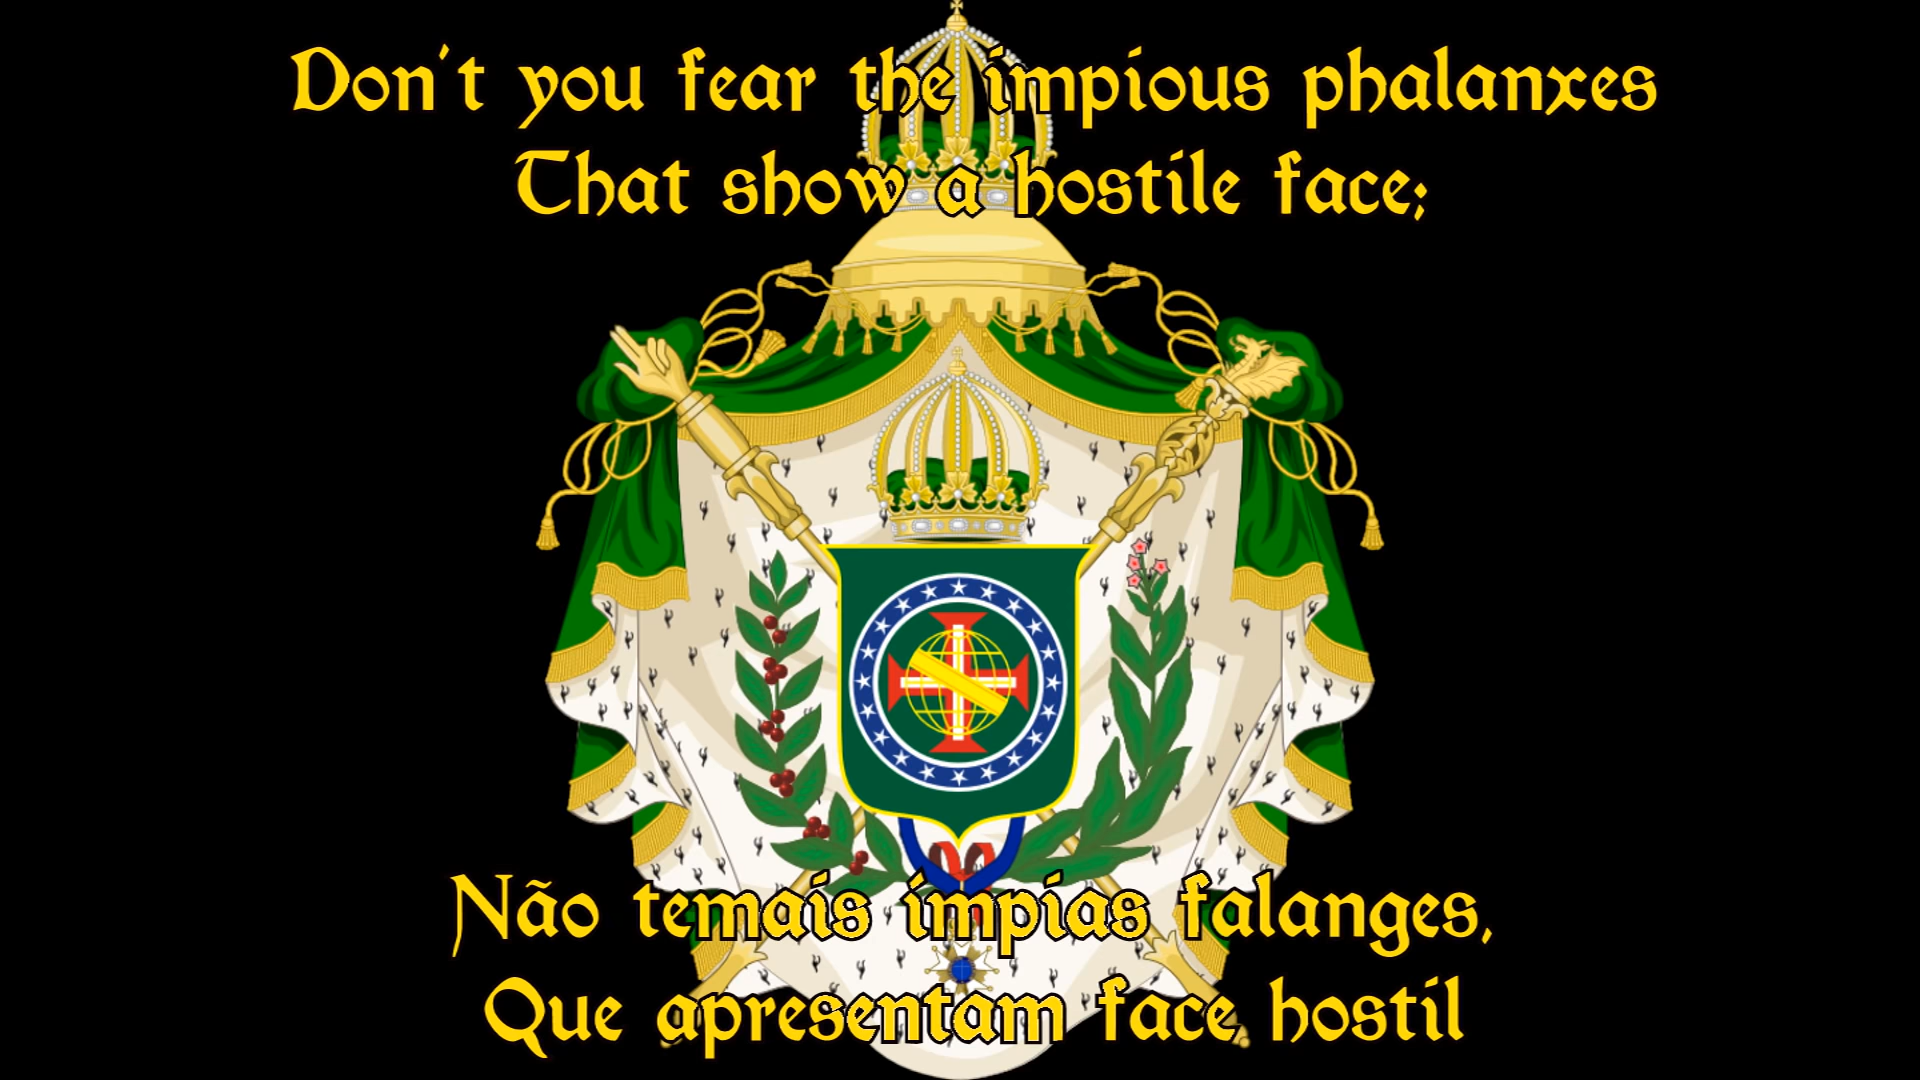 Don't you fear the impious phalanxes
That show a hostile face;
Não temais ímpias falanges,
Que apresentam face hostil